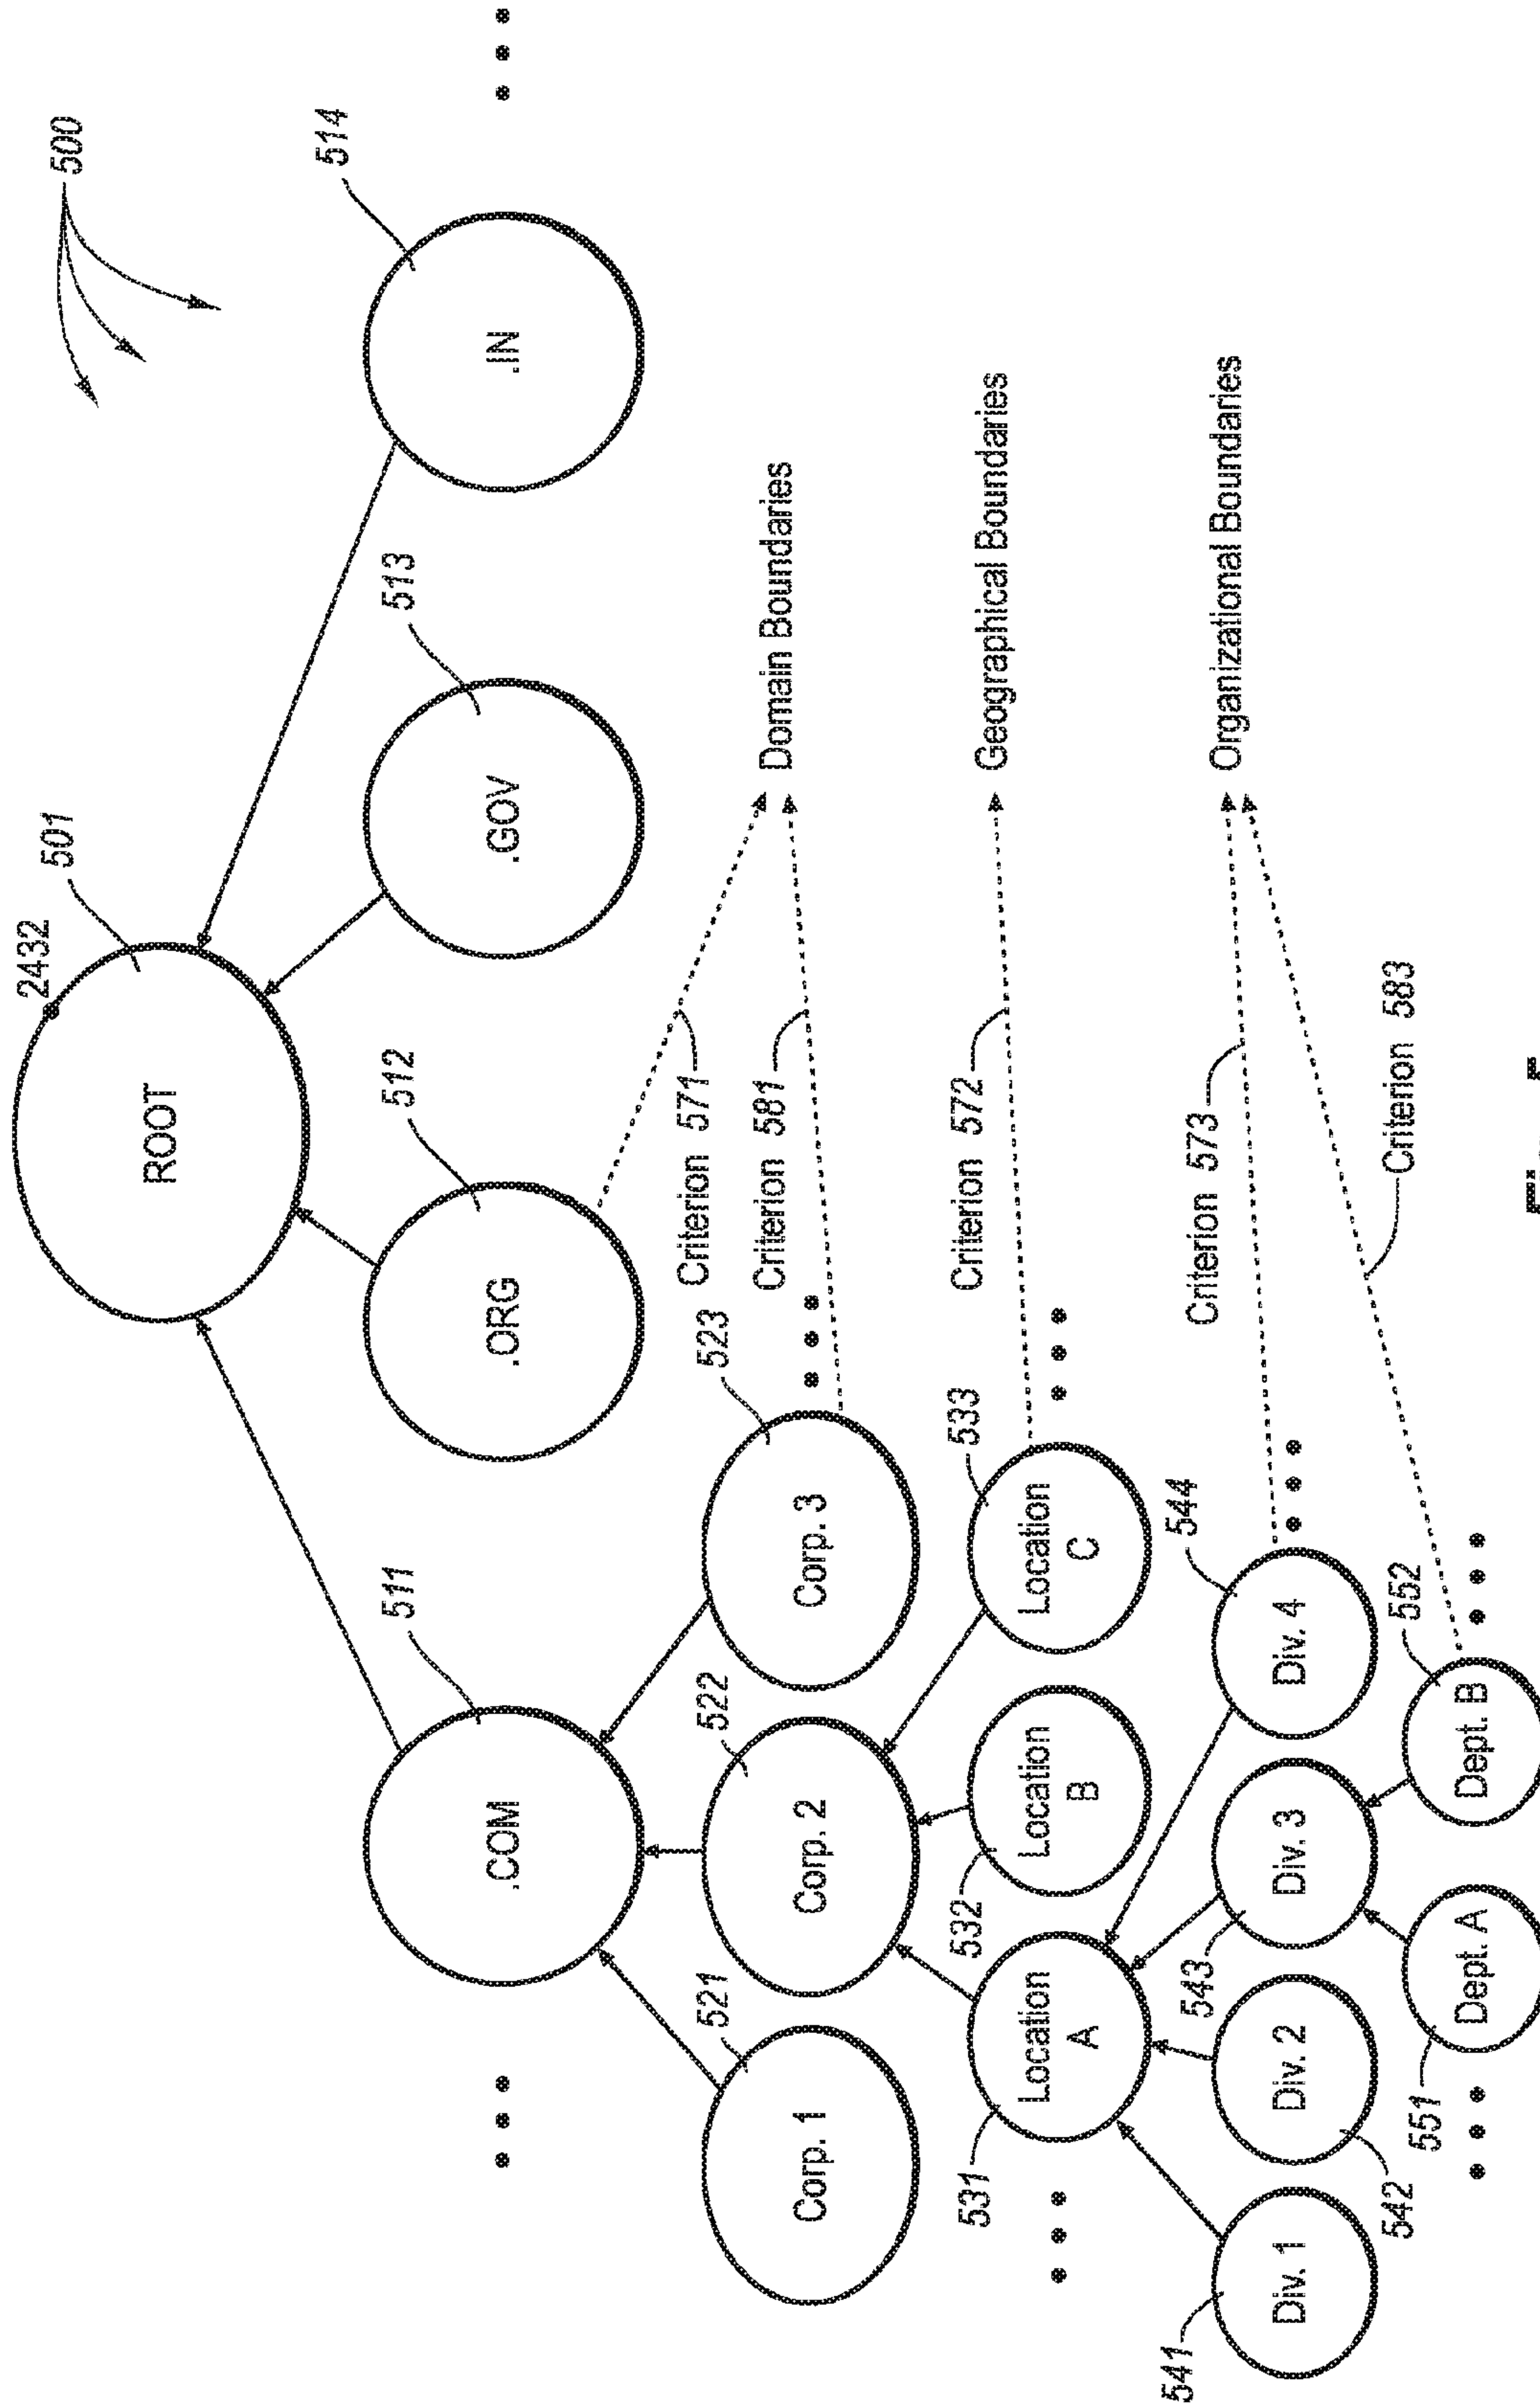 500
2432
501
ROOT
511
512
513
514
.COM
.ORG
.GOV
.IN
521
522
523
Corp. 1
Corp. 2
Corp. 3
Criterion 571
Criterion 581
Domain Boundaries
531
532
533
Location
A
Location
B
Location
C
Criterion 572
Geographical Boundaries
541
542
543
544
Div. 1
Div. 2
Div. 3
Div. 4
Criterion 573
Organizational Boundaries
551
552
Dept. A
Dept. B
Criterion 583